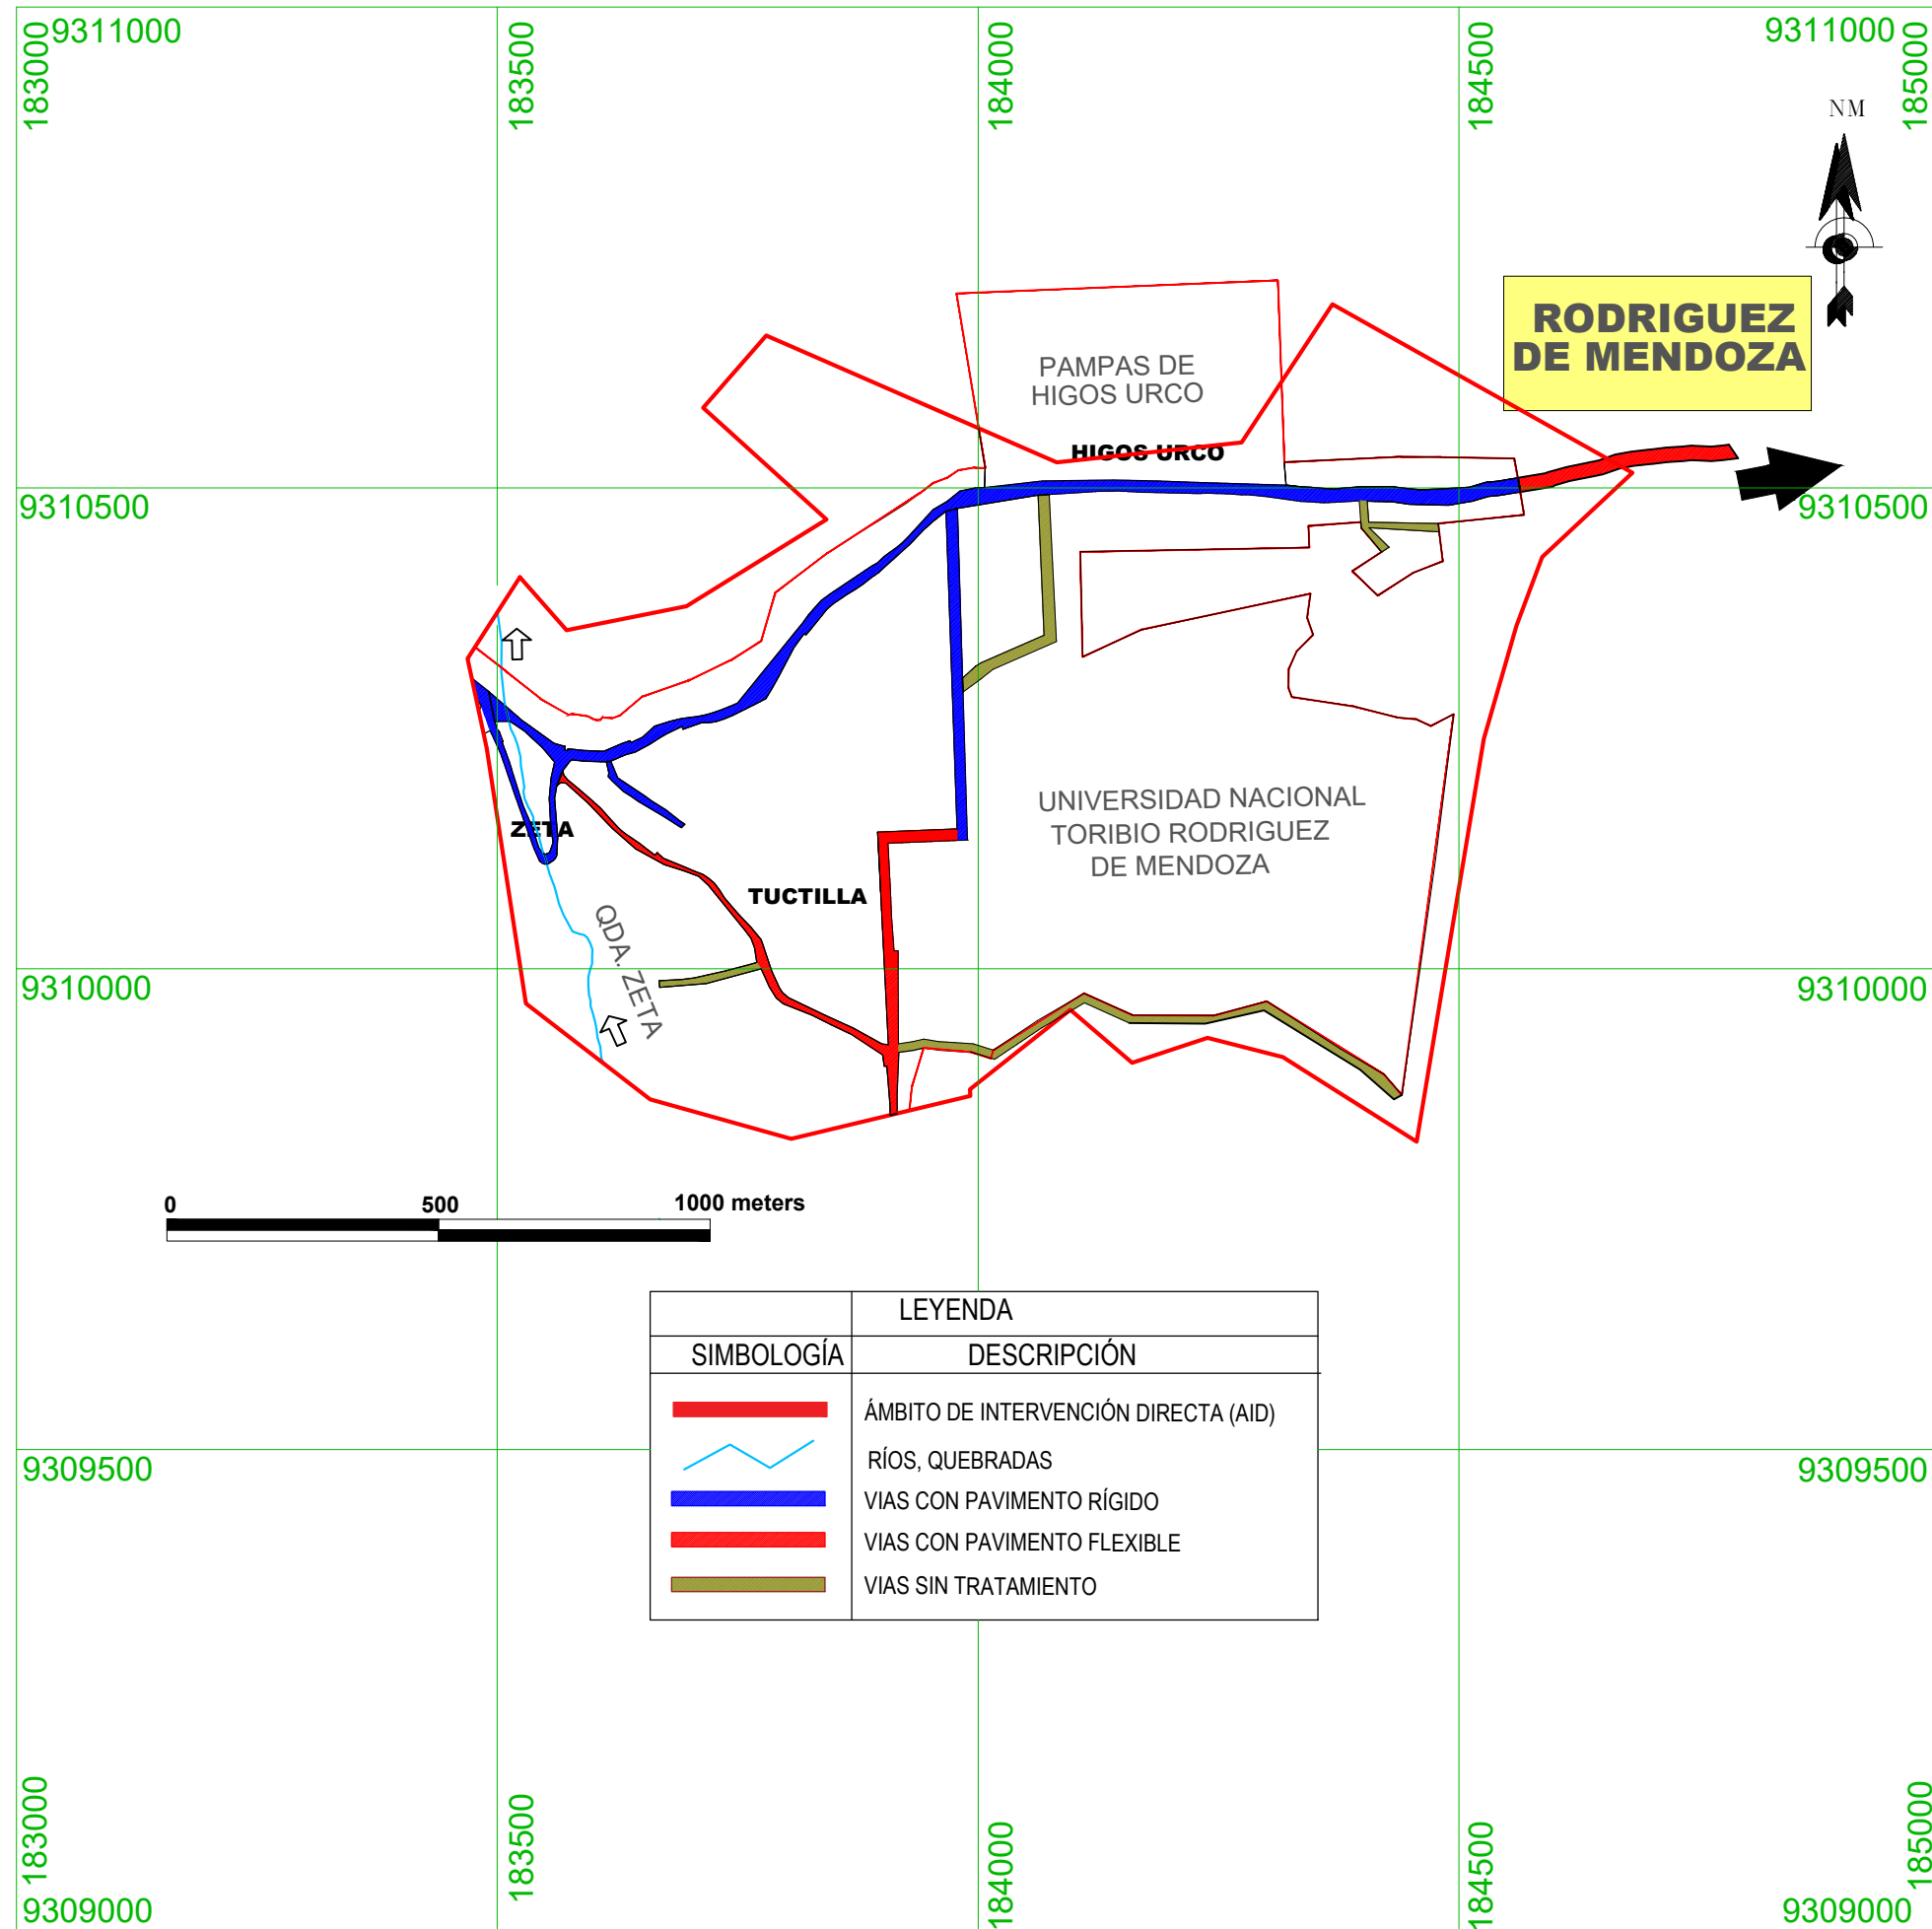 183000
9311000
183500
184000
184500
9311000
185000
NM
RODRIGUEZ
DE MENDOZA
PAMPAS DE
HIGOS URCO
HIGOS URCO
9310500
9310500
UNIVERSIDAD NACIONAL
TORIBIO RODRIGUEZ
DE MENDOZA
ZETA
TUCTILLA
QDA. ZETA
9310000
9310000
0 500 1000 meters
LEYENDA
SIMBOLOGÍA DESCRIPCIÓN
ÁMBITO DE INTERVENCIÓN DIRECTA (AID)
RÍOS, QUEBRADAS
VIAS CON PAVIMENTO RÍGIDO
VIAS CON PAVIMENTO FLEXIBLE
VIAS SIN TRATAMIENTO
9309500
9309500
183000
183500
184000
184500
185000
9309000
9309000